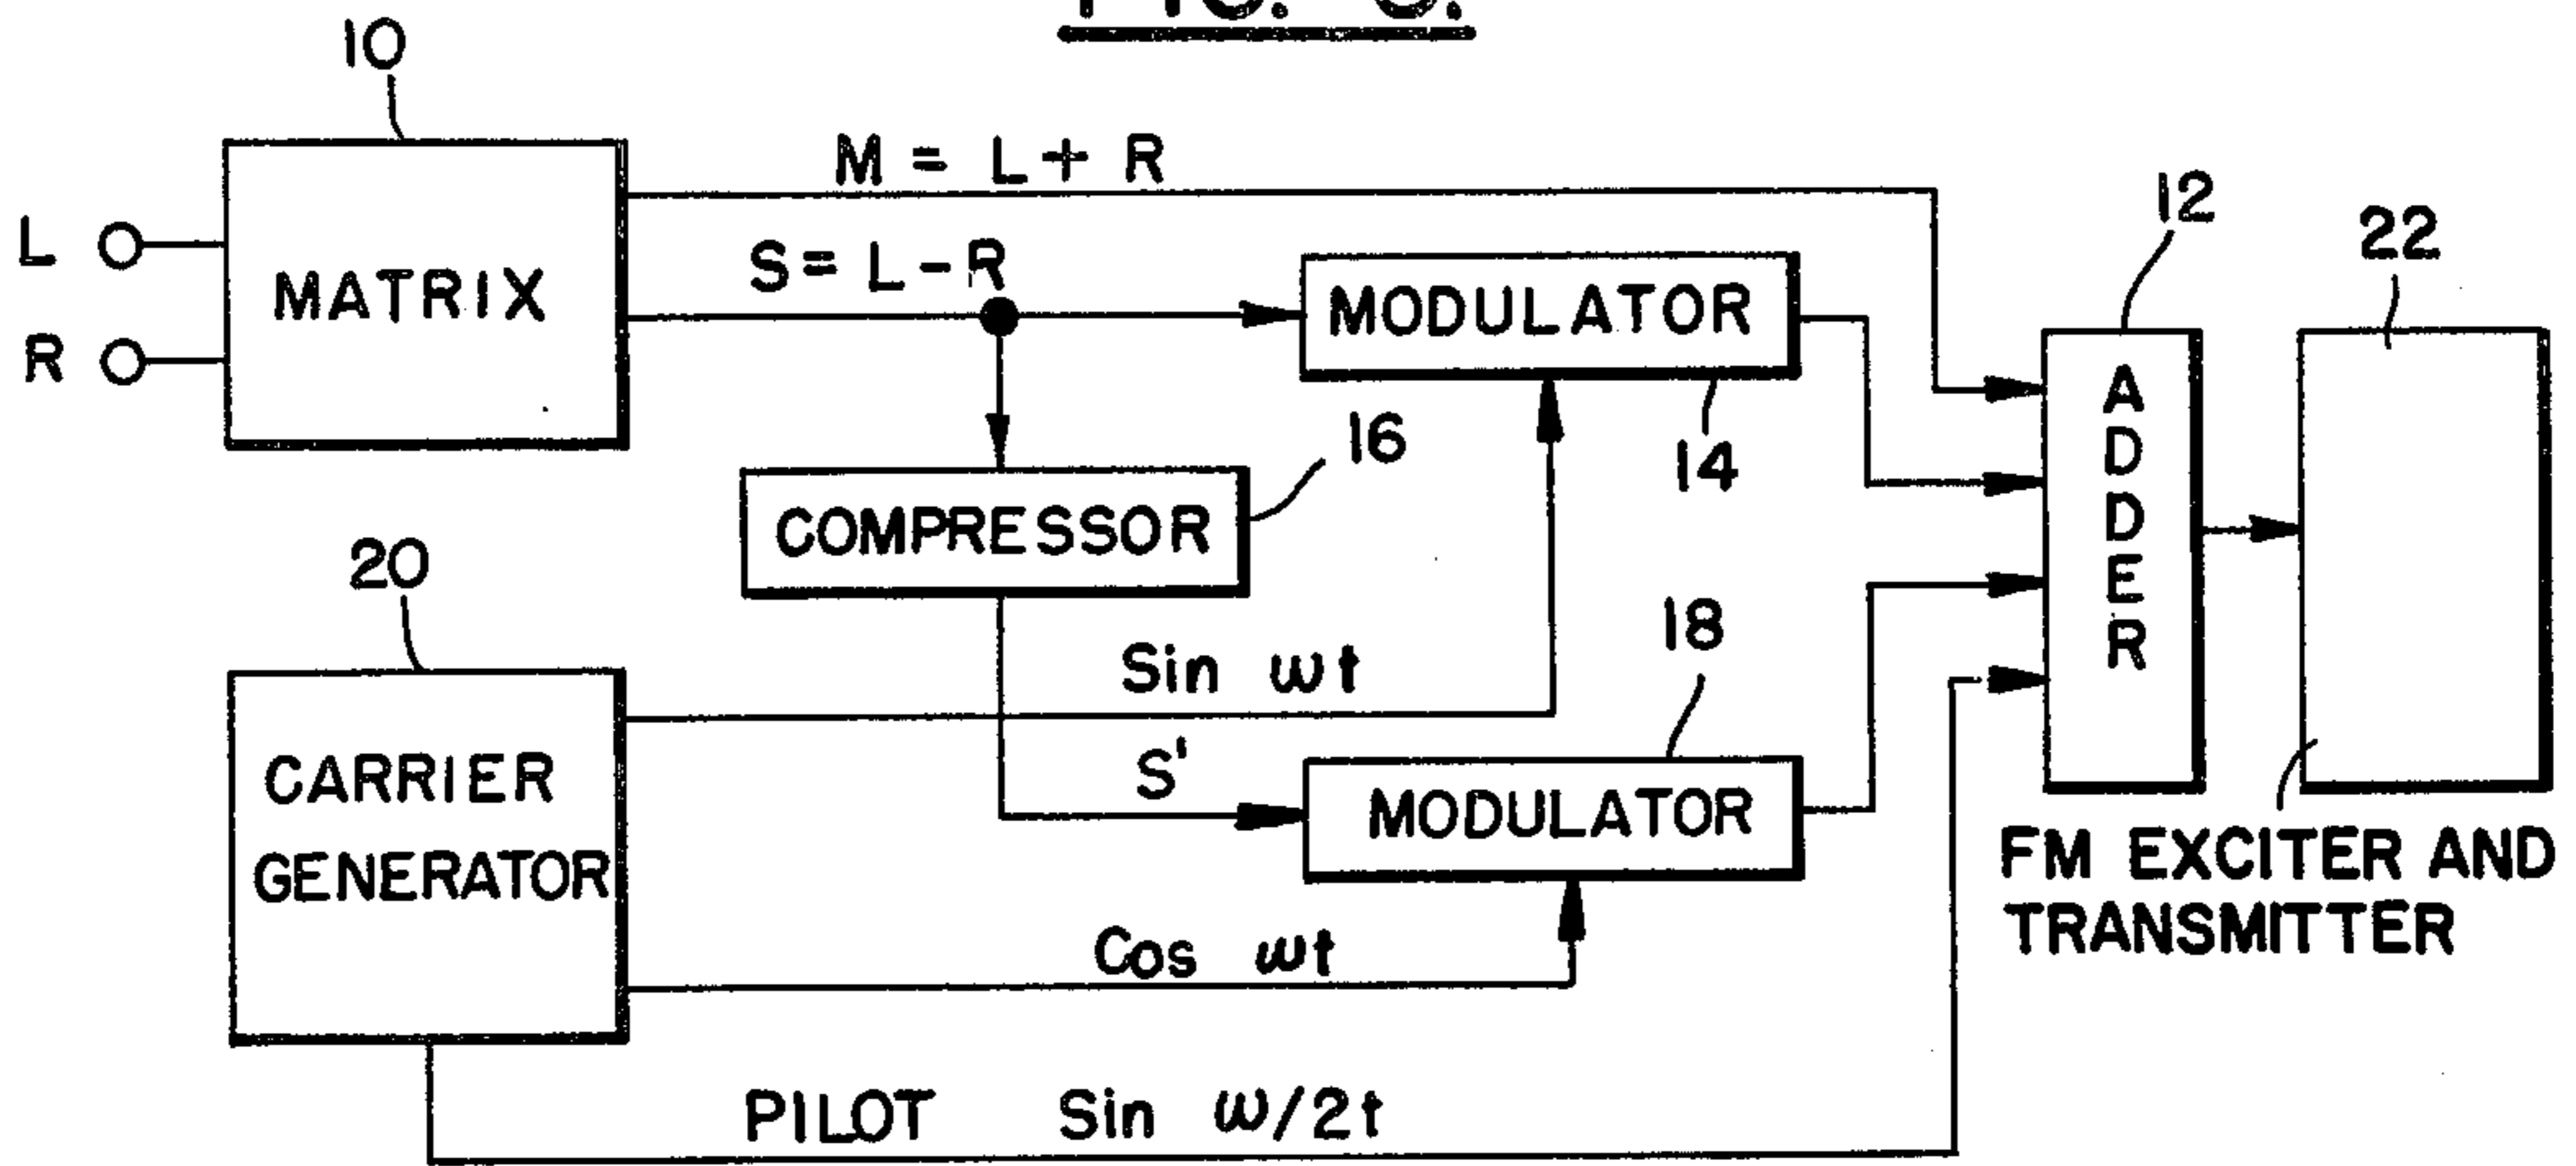 10
M = L + R
12
22
L
S = L - R
MATRIX
MODULATOR
R
ADDER
16
14
COMPRESSOR
20
18
Sin ωt
S'
CARRIER
GENERATOR
MODULATOR
FM EXCITER AND
TRANSMITTER
Cos ωt
PILOT Sin ω/2t